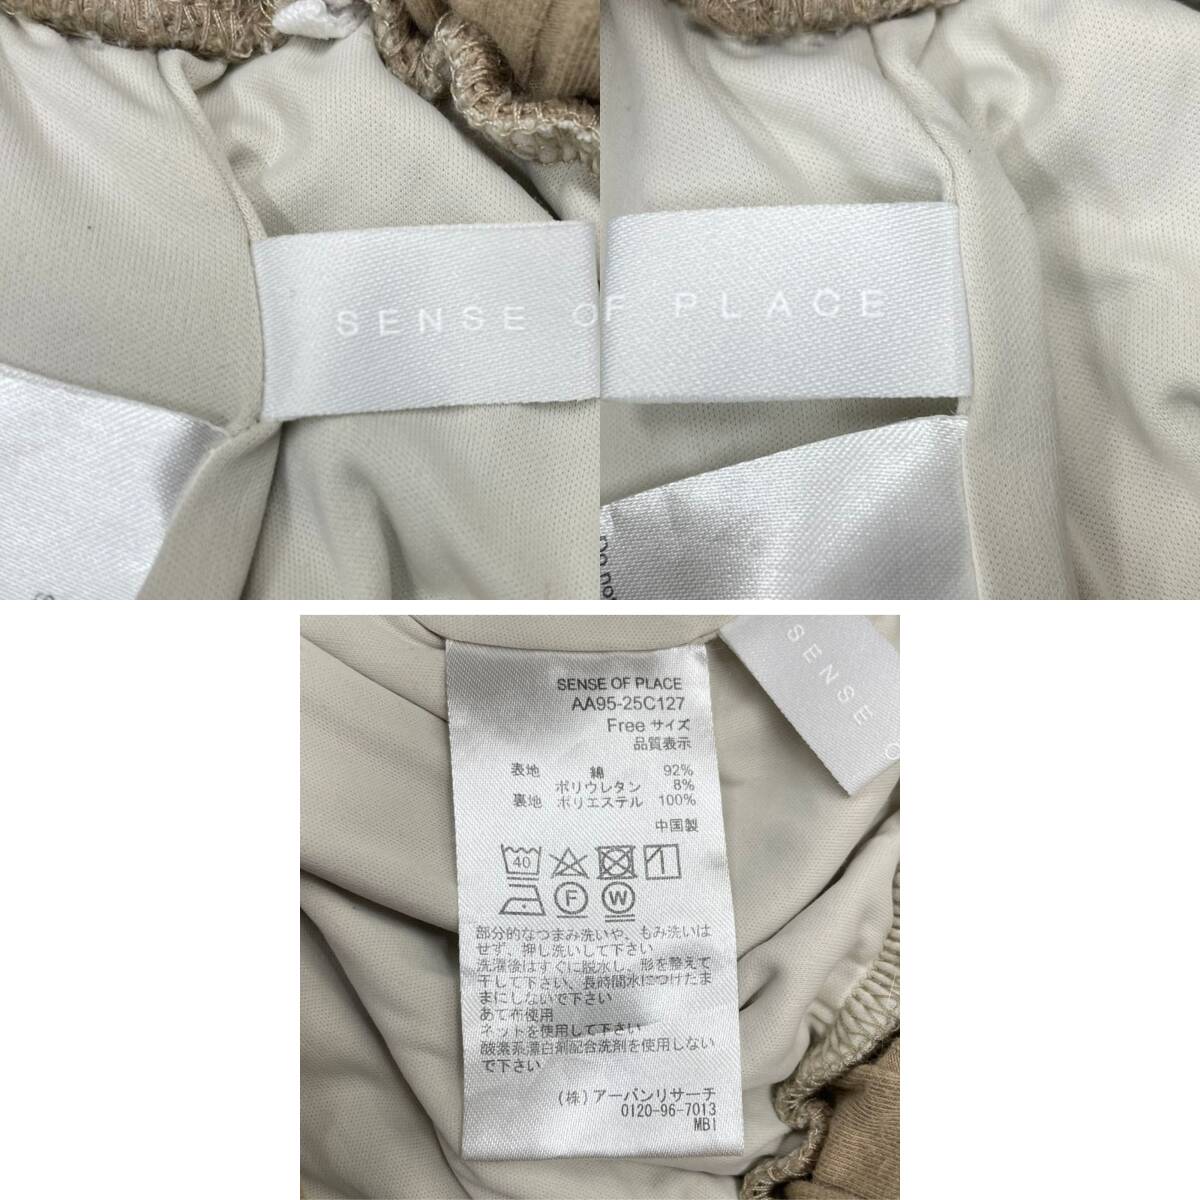 SENSE OF PLACE
SENSE OF PLACE
AA95-25C127
Free サイズ
品質表示
表地 綿 92%
ポリウレタン 8%
裏地 ポリエステル 100%
中国製
40
F W
部分的なつまみ洗いや、もみ洗いは
せず、押し洗いして下さい
洗濯後はすぐに脱水し、形を整えて
干して下さい、長時間水につけたま
まにしないで下さい
あて布使用
ネットを使用して下さい
酸素系漂白剤配合洗剤を使用しない
で下さい
(株)アーバンリサーチ
0120-96-7013
MB1
SENSE O